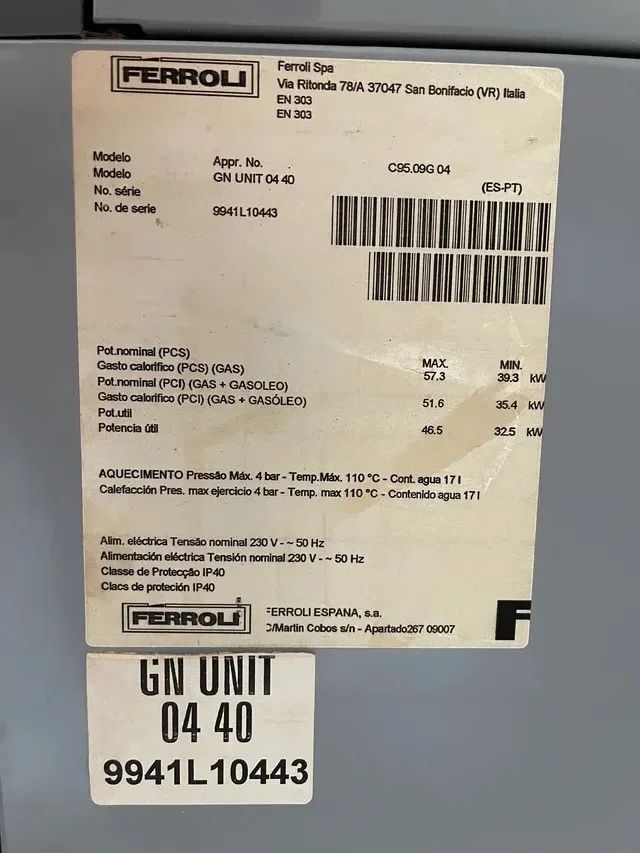 FERROLI
Ferroli Spa
Via Ritonda 78/A 37047 San Bonifacio (VR) Italia
EN 303
EN 303
Modelo Appr. No. C95.09G 04
Modelo GN UNIT 04 40 (ES-PT)
No. série
No. de serie 9941L10443
Pot.nominal (PCS) MAX. MIN.
Gasto calorifico (PCS) (GAS) 57.3 39.3 kW
Pot.nominal (PCI) (GAS + GASOLEO)
Gasto calorifico (PCI) (GAS + GASÓLEO) 51.6 35.4 kW
Pot.util
Potencia útil 46.5 32.5 kW
AQUECIMENTO Pressão Máx. 4 bar - Temp.Máx. 110 °C - Cont. agua 17 l
Calefacción Pres. max ejercicio 4 bar - Temp. max 110 °C - Contenido agua 17 l
Alim. eléctrica Tensão nominal 230 V - ~ 50 Hz
Alimentación eléctrica Tensión nominal 230 V - ~ 50 Hz
Classe de Protecção IP40
Clacs de proteción IP40
FERROLI
FERROLI ESPANA, s.a.
C/Martin Cobos s/n - Apartado267 09007
F
GN UNIT
04 40
9941L10443